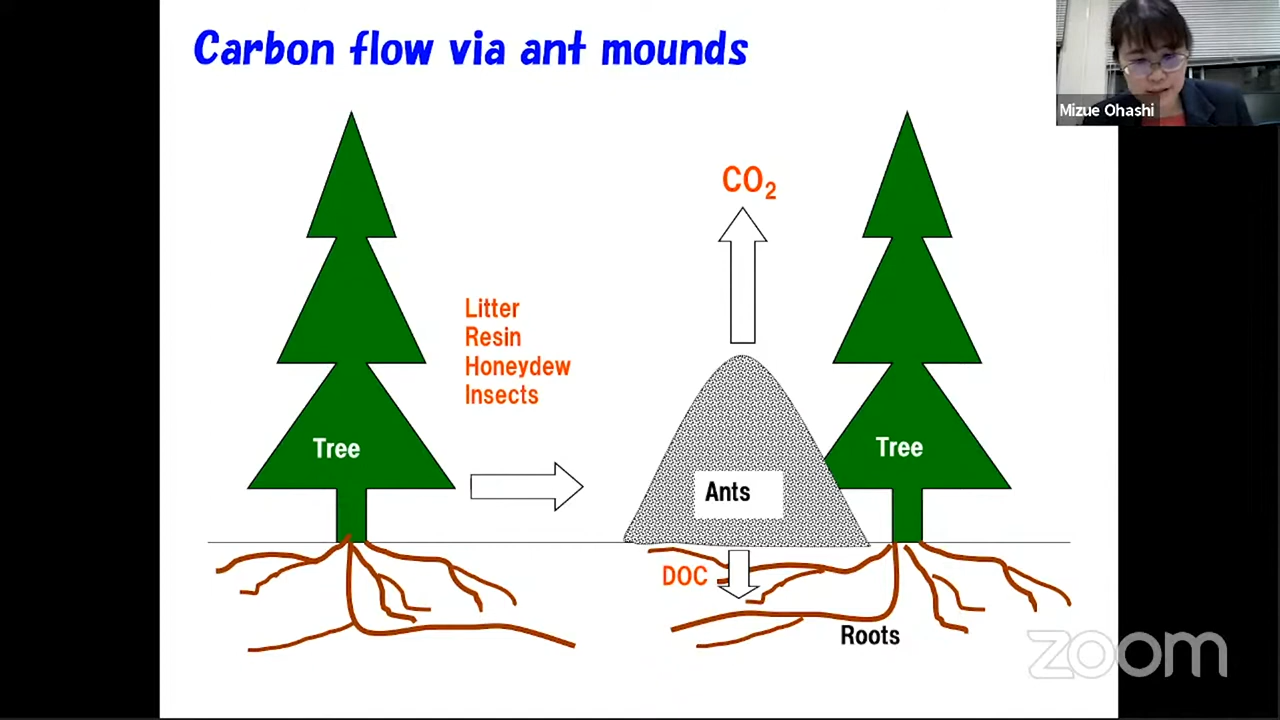 Carbon flow via ant mounds
Mizue Ohashi
CO₂
Litter
Resin
Honeydew
Insects
Tree
Tree
Ants
DOC
Roots
zoom